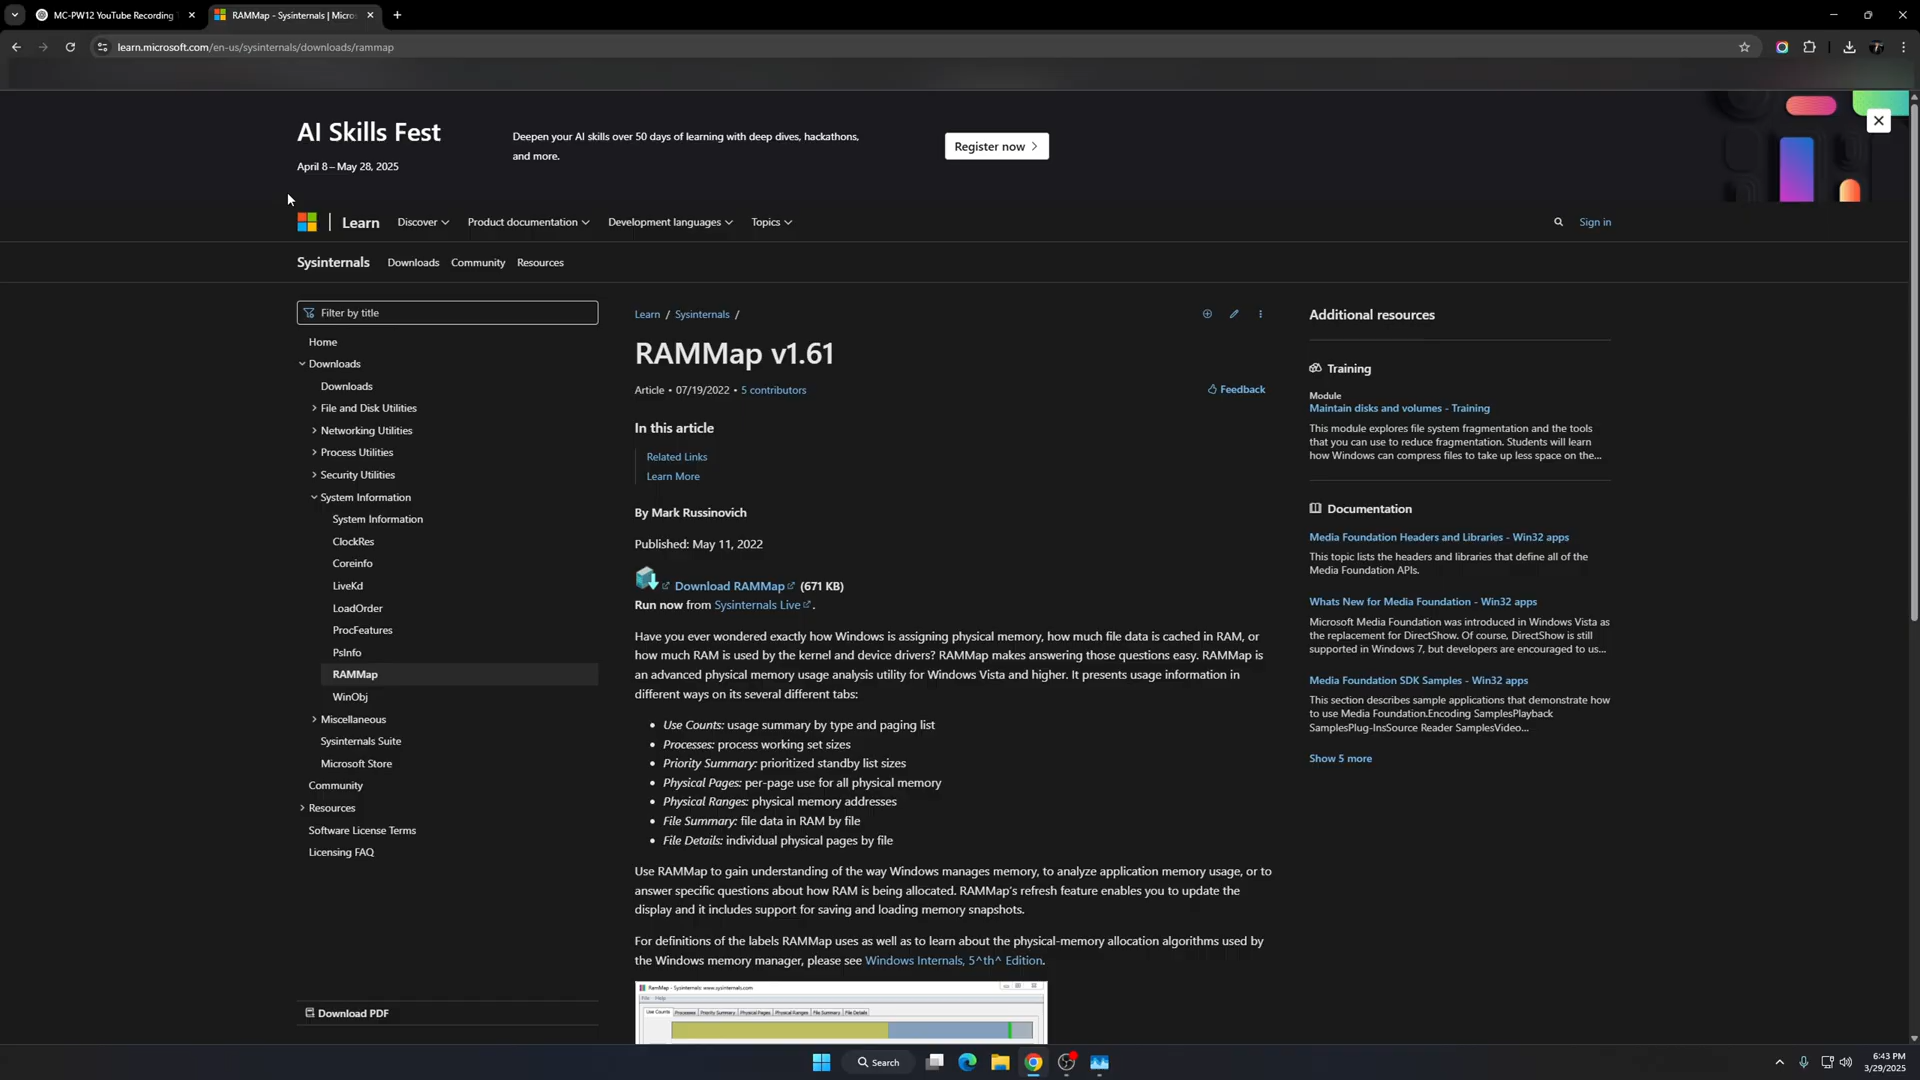 MC-PW12 YouTube Recording
RAMMap - Sysinternals | Micros
learn.microsoft.com/en-us/sysinternals/downloads/rammap
AI Skills Fest
April 8 – May 28, 2025
Deepen your AI skills over 50 days of learning with deep dives, hackathons,
and more.
Register now
Learn
Discover
Product documentation
Development languages
Topics
Sign in
Sysinternals
Downloads
Community
Resources
Filter by title
Home
Downloads
Downloads
File and Disk Utilities
Networking Utilities
Process Utilities
Security Utilities
System Information
System Information
ClockRes
Coreinfo
LiveKd
LoadOrder
ProcFeatures
PsInfo
RAMMap
WinObj
Miscellaneous
Sysinternals Suite
Microsoft Store
Community
Resources
Software License Terms
Licensing FAQ
Download PDF
Learn / Sysinternals /
RAMMap v1.61
Article • 07/19/2022 • 5 contributors
Feedback
In this article
Related Links
Learn More
By Mark Russinovich
Published: May 11, 2022
Download RAMMap (671 KB)
Run now from Sysinternals Live.
Have you ever wondered exactly how Windows is assigning physical memory, how much file data is cached in RAM, or
how much RAM is used by the kernel and device drivers? RAMMap makes answering those questions easy. RAMMap is
an advanced physical memory usage analysis utility for Windows Vista and higher. It presents usage information in
different ways on its several different tabs:
• Use Counts: usage summary by type and paging list
• Processes: process working set sizes
• Priority Summary: prioritized standby list sizes
• Physical Pages: per-page use for all physical memory
• Physical Ranges: physical memory addresses
• File Summary: file data in RAM by file
• File Details: individual physical pages by file
Use RAMMap to gain understanding of the way Windows manages memory, to analyze application memory usage, or to
answer specific questions about how RAM is being allocated. RAMMap's refresh feature enables you to update the
display and it includes support for saving and loading memory snapshots.
For definitions of the labels RAMMap uses as well as to learn about the physical-memory allocation algorithms used by
the Windows memory manager, please see Windows Internals, 5^th^ Edition.
RamMap - Sysinternals: www.sysinternals.com
File Help
Use Counts Processes Priority Summary Physical Pages Physical Ranges File Summary File Details
Additional resources
Training
Module
Maintain disks and volumes - Training
This module explores file system fragmentation and the tools
that you can use to reduce fragmentation. Students will learn
how Windows can compress files to take up less space on the...
Documentation
Media Foundation Headers and Libraries - Win32 apps
This topic lists the headers and libraries that define all of the
Media Foundation APIs.
Whats New for Media Foundation - Win32 apps
Microsoft Media Foundation was introduced in Windows Vista as
the replacement for DirectShow. Of course, DirectShow is still
supported in Windows 7, but developers are encouraged to us...
Media Foundation SDK Samples - Win32 apps
This section describes sample applications that demonstrate how
to use Media Foundation.Encoding SamplesPlayback
SamplesPlug-InsSource Reader SamplesVideo...
Show 5 more
Search
6:43 PM
3/29/2025